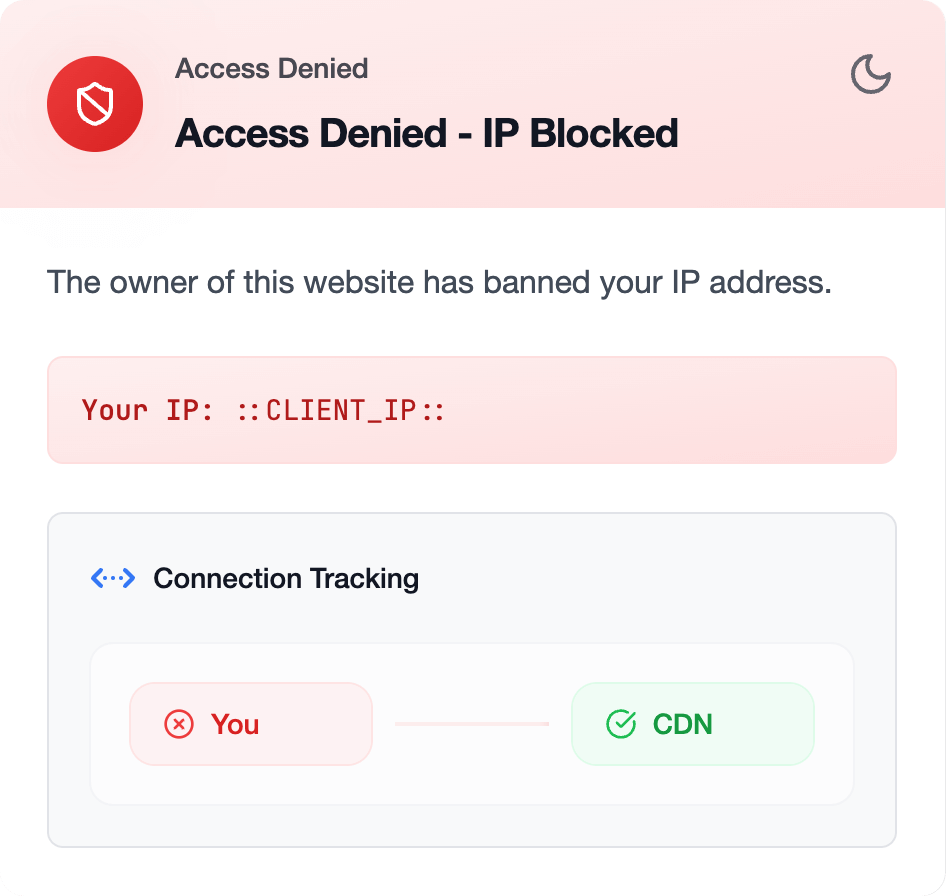 Access Denied
Access Denied - IP Blocked
The owner of this website has banned your IP address.
Your IP: ::CLIENT_IP::
Connection Tracking
You
CDN